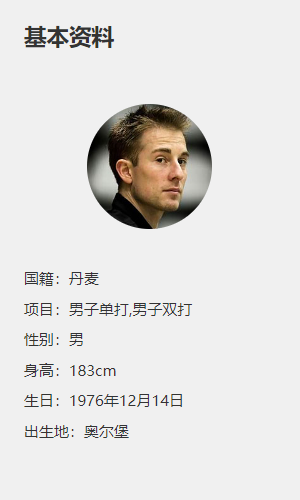 基本资料
国籍：丹麦
项目：男子单打,男子双打
性别：男
身高：183cm
生日：1976年12月14日
出生地：奥尔堡